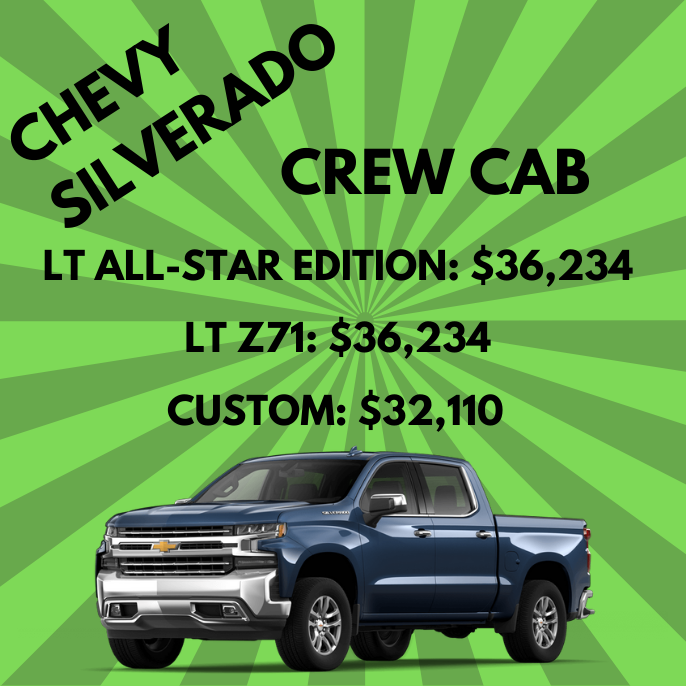 CHEVY
SILVERADO
CREW CAB
LT ALL-STAR EDITION: $36,234
LT Z71: $36,234
CUSTOM: $32,110